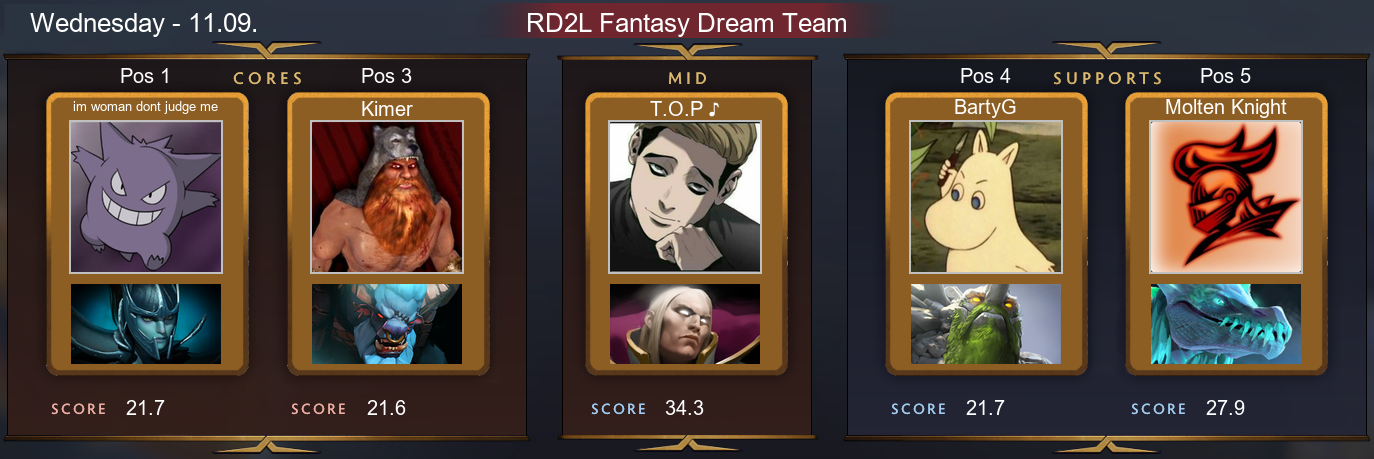 Wednesday - 11.09.
RD2L Fantasy Dream Team
Pos 1
CORES
Pos 3
MID
Pos 4
SUPPORTS
Pos 5
im woman dont judge me
Kimer
T.O.P ♪
BartyG
Molten Knight
SCORE 21.7
SCORE 21.6
SCORE 34.3
SCORE 21.7
SCORE 27.9